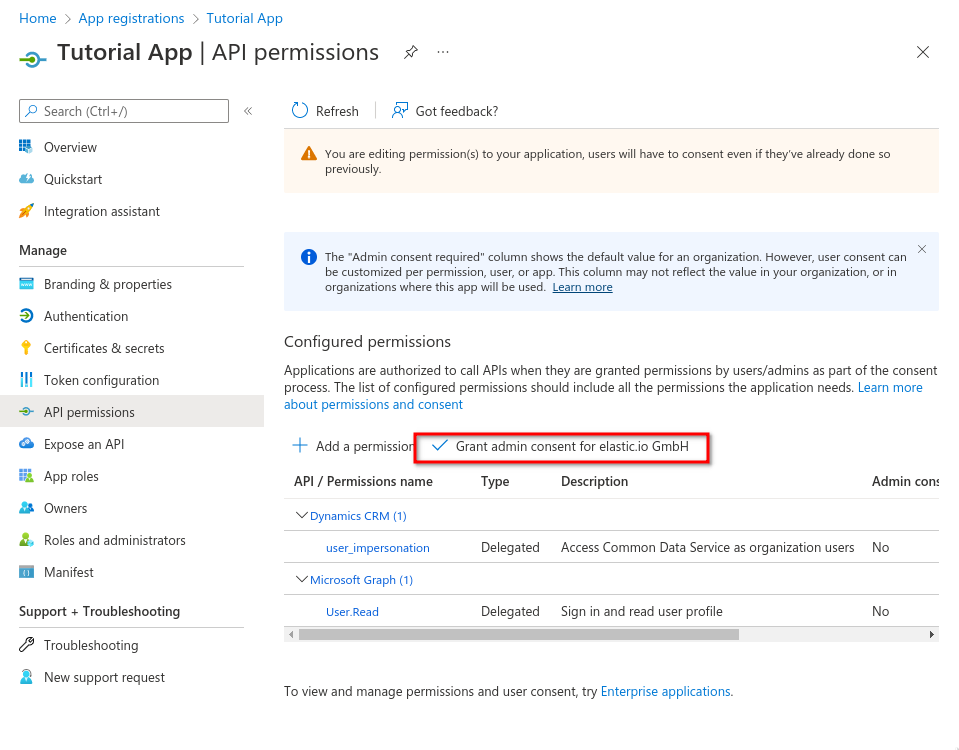 Home > App registrations > Tutorial App
Tutorial App | API permissions
Search (Ctrl+/)
Overview
Quickstart
Integration assistant
Manage
Branding & properties
Authentication
Certificates & secrets
Token configuration
API permissions
Expose an API
App roles
Owners
Roles and administrators
Manifest
Support + Troubleshooting
Troubleshooting
New support request
Refresh
Got feedback?
You are editing permission(s) to your application, users will have to consent even if they've already done so
previously.
The "Admin consent required" column shows the default value for an organization. However, user consent can
be customized per permission, user, or app. This column may not reflect the value in your organization, or in
organizations where this app will be used. Learn more
Configured permissions
Applications are authorized to call APIs when they are granted permissions by users/admins as part of the consent
process. The list of configured permissions should include all the permissions the application needs. Learn more
about permissions and consent
Add a permission
Grant admin consent for elastic.io GmbH
API / Permissions name Type Description Admin cons
Dynamics CRM (1)
user_impersonation Delegated Access Common Data Service as organization users No
Microsoft Graph (1)
User.Read Delegated Sign in and read user profile No
To view and manage permissions and user consent, try Enterprise applications.